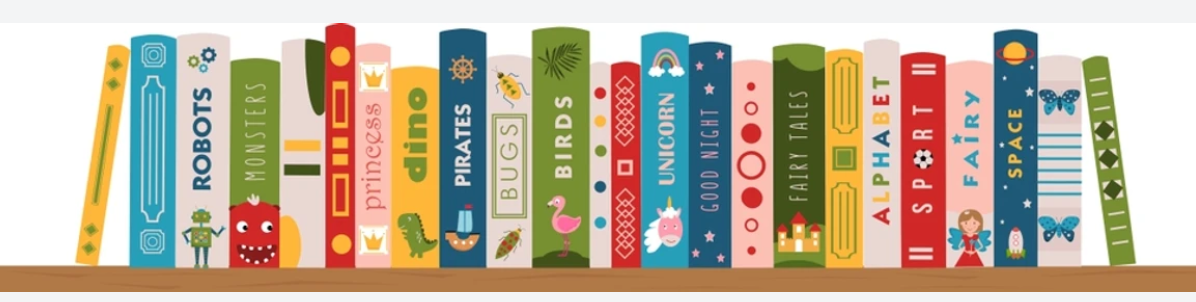 ROBOTS
MONSTERS
princess
dino
PIRATES
BUGS
BIRDS
UNICORN
GOOD NIGHT
FAIRY TALES
ALPHABET
SPORT
FAiRY
SPACE